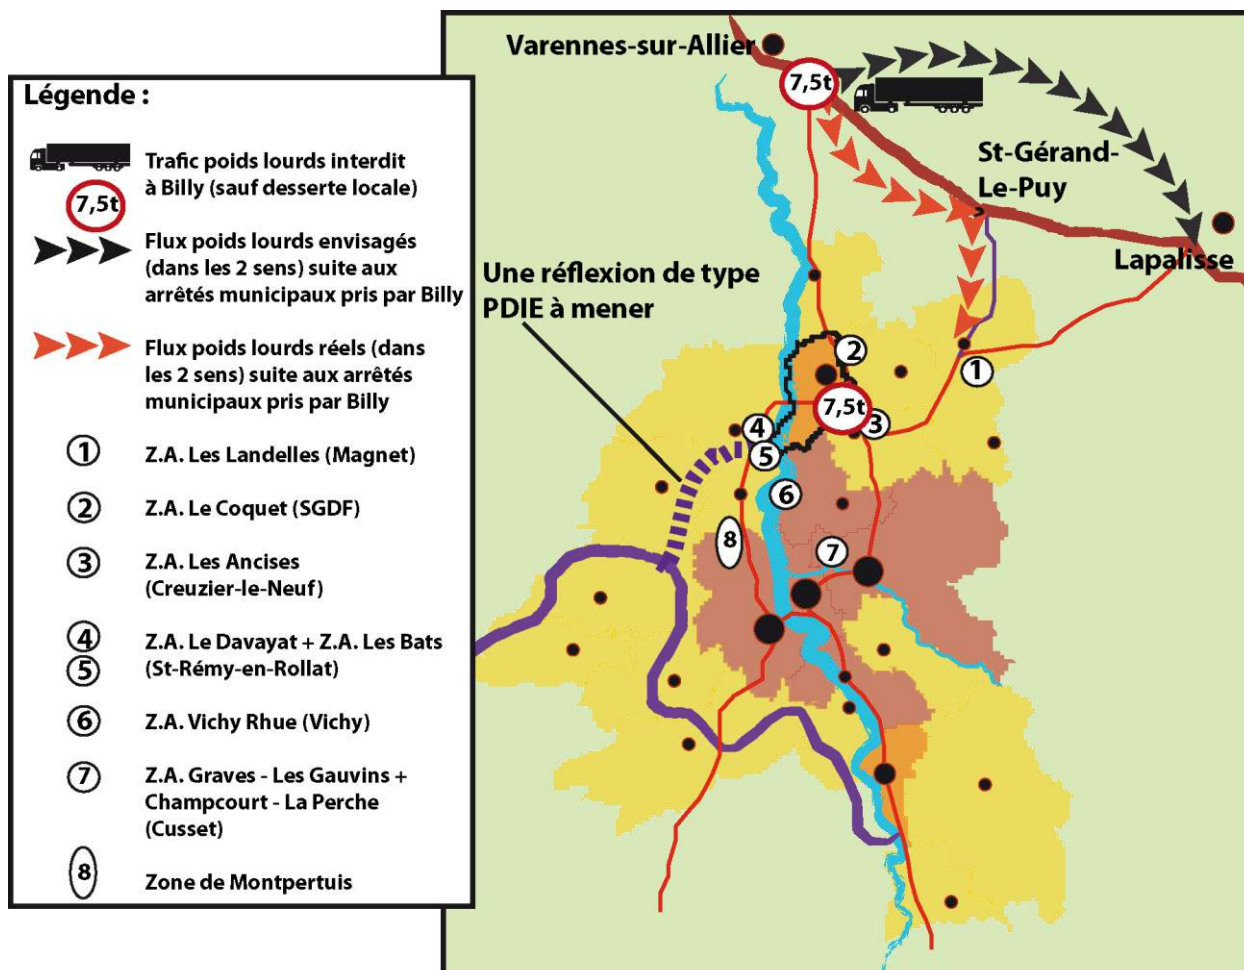 Légende :
7,5t
Trafic poids lourds interdit
à Billy (sauf desserte locale)
Flux poids lourds envisagés
(dans les 2 sens) suite aux
arrêtés municipaux pris par Billy
Flux poids lourds réels (dans
les 2 sens) suite aux arrêtés
municipaux pris par Billy
1
Z.A. Les Landelles (Magnet)
2
Z.A. Le Coquet (SGDF)
3
Z.A. Les Ancises
(Creuzier-le-Neuf)
4
5
Z.A. Le Davayat + Z.A. Les Bats
(St-Rémy-en-Rollat)
6
Z.A. Vichy Rhue (Vichy)
7
Z.A. Graves - Les Gauvins +
Champcourt - La Perche
(Cusset)
8
Zone de Montpertuis
Varennes-sur-Allier
7,5t
St-Gérand-
Le-Puy
Lapalisse
Une réflexion de type
PDIE à mener
2
1
7,5t
4
3
5
6
8
7